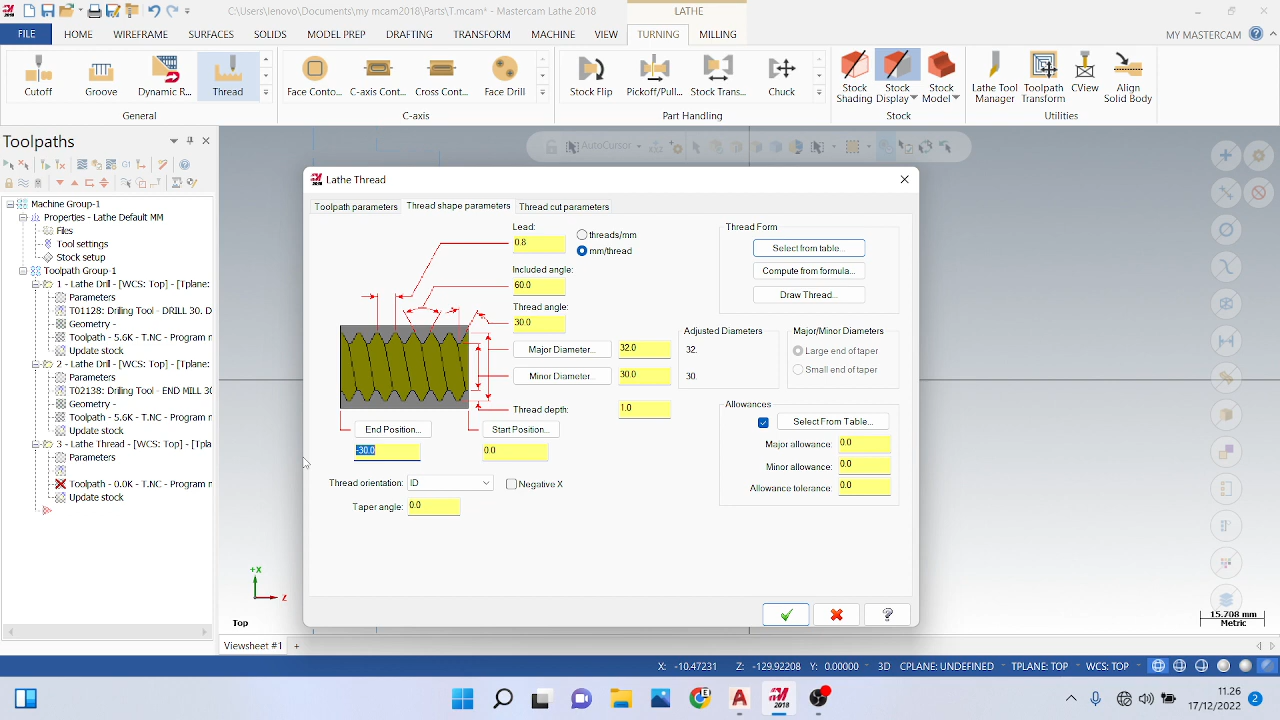 C:\Users\lenovo\Documents\my mcam2018\Parts\T.mcam* - Mastercam Lathe 2018
LATHE
FILE HOME WIREFRAME SURFACES SOLIDS MODEL PREP DRAFTING TRANSFORM MACHINE VIEW TURNING MILLING MY MASTERCAM
Cutoff Groove Dynamic R... Thread
General
Face Conto... C-axis Cont... Cross Cont... Face Drill
C-axis
Stock Flip Pickoff/Pull... Stock Trans... Chuck
Part Handling
Stock Shading Stock Display Stock Model
Stock
Lathe Tool Manager Toolpath Transform CView Align Solid Body
Utilities
Toolpaths
AutoCursor
G1
Machine Group-1
Properties - Lathe Default MM
Files
Tool settings
Stock setup
Toolpath Group-1
1 - Lathe Drill - [WCS: Top] - [Tplane:
Parameters
T01128: Drilling Tool - DRILL 30.
Geometry -
Toolpath - 5.6K - T.NC - Program
Update stock
2 - Lathe Drill - [WCS: Top] - [Tplane:
Parameters
T02138: Drilling Tool - END MILL 30.
Geometry -
Toolpath - 5.6K - T.NC - Program
Update stock
3 - Lathe Thread - [WCS: Top] - [Tp
Parameters
Toolpath - 0.0K - T.NC - Program n
Update stock
Lathe Thread
Toolpath parameters Thread shape parameters Thread cut parameters
Lead:
0.8
threads/mm
mm/thread
Included angle:
60.0
Thread angle:
30.0
Major Diameter... 32.0
Minor Diameter... 30.0
Thread depth: 1.0
End Position... Start Position...
-30.0 0.0
Thread orientation: ID Negative X
Taper angle: 0.0
Thread Form
Select from table...
Compute from formula...
Draw Thread...
Adjusted Diameters
32.
30.
Major/Minor Diameters
Large end of taper
Small end of taper
Allowances
Select From Table...
Major allowance: 0.0
Minor allowance: 0.0
Allowance tolerance: 0.0
+X
Z
Top
15.708 mm
Metric
Viewsheet #1 +
X: -10.47231 Z: -129.92208 Y: 0.00000 3D CPLANE: UNDEFINED TPLANE: TOP WCS: TOP
11.26
17/12/2022
2